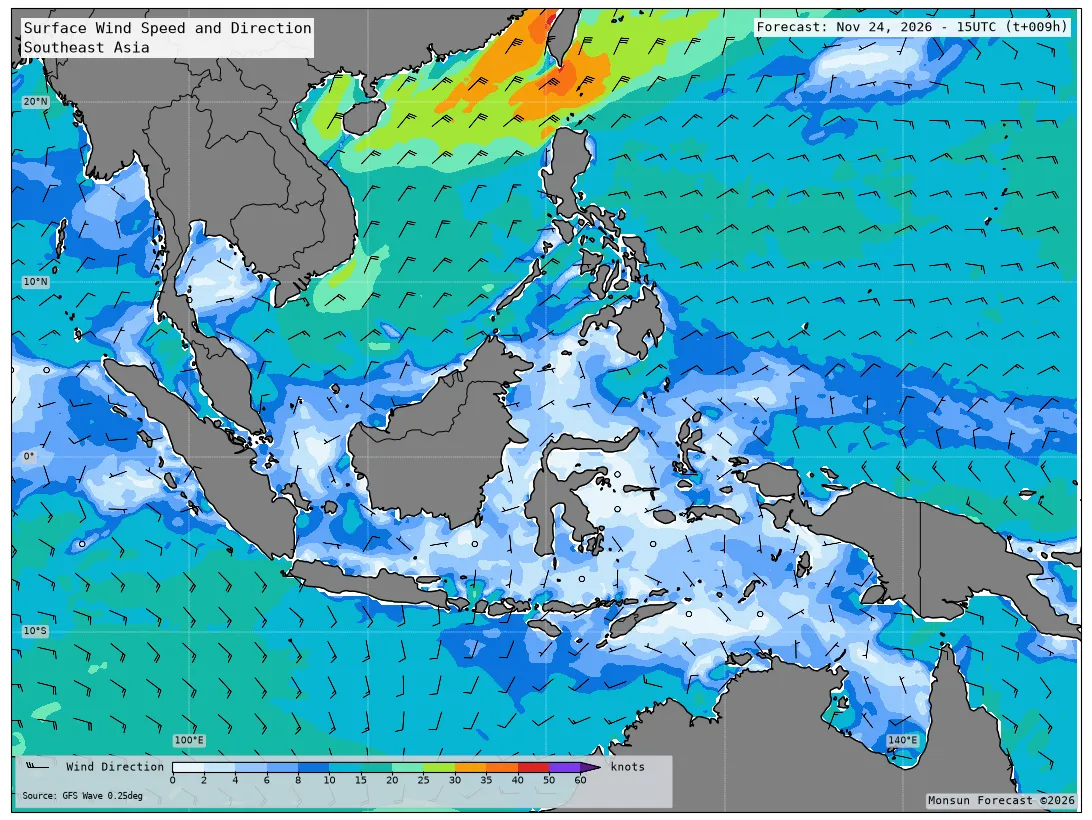 Surface Wind Speed and Direction
Southeast Asia
Forecast: Nov 24, 2026 - 15UTC (t+009h)
20°N
10°N
0°
10°S
100°E
140°E
Wind Direction
0 2 4 6 8 10 15 20 25 30 35 40 50 60
knots
Source: GFS Wave 0.25deg
Monsun Forecast ©2026